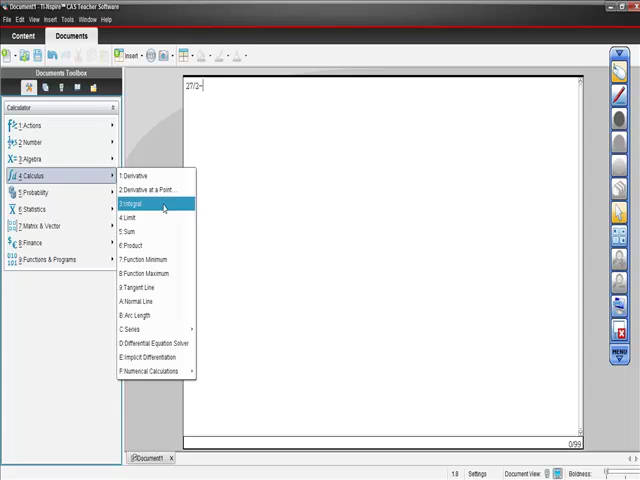 Document1 - TI-Nspire™ CAS Teacher Software
File Edit View Insert Tools Window Help
Content Documents
Insert
Documents Toolbox
Calculator
1:Actions
2:Number
3:Algebra
4:Calculus
5:Probability
6:Statistics
7:Matrix & Vector
8:Finance
9:Functions & Programs
1:Derivative
2:Derivative at a Point...
3:Integral
4:Limit
5:Sum
6:Product
7:Function Minimum
8:Function Maximum
9:Tangent Line
A:Normal Line
B:Arc Length
C:Series
D:Differential Equation Solver
E:Implicit Differentiation
F:Numerical Calculations
27/2-
0/99
MENU
Document1 x
1.8 Settings Document View: Boldness: